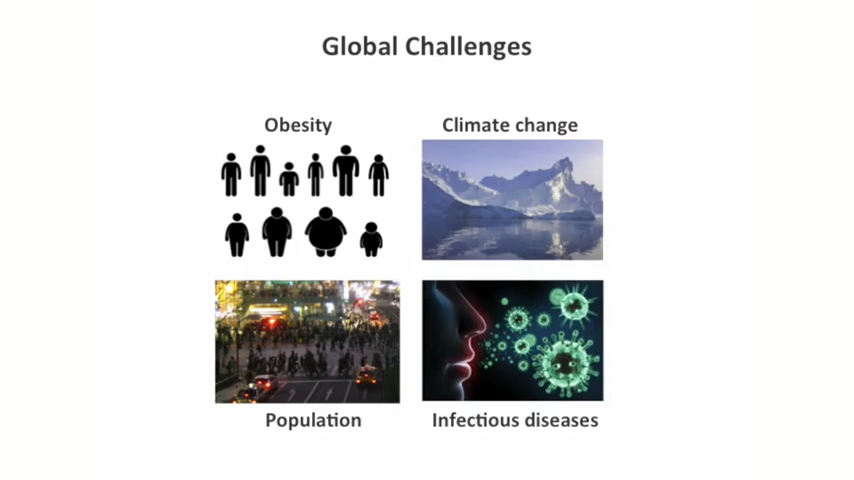 Global Challenges
Obesity
Climate change
Population
Infectious diseases